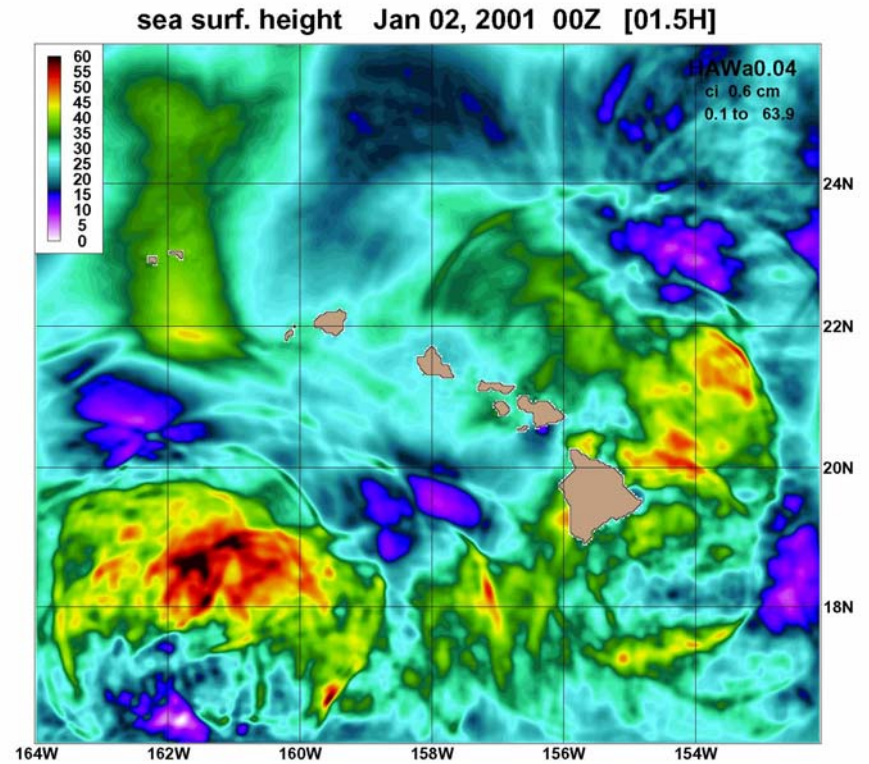 sea surf. height Jan 02, 2001 00Z [01.5H]
HAWa0.04
ci 0.6 cm
0.1 to 63.9
60
55
50
45
40
35
30
25
20
15
10
5
0
24N
22N
20N
18N
164W 162W 160W 158W 156W 154W